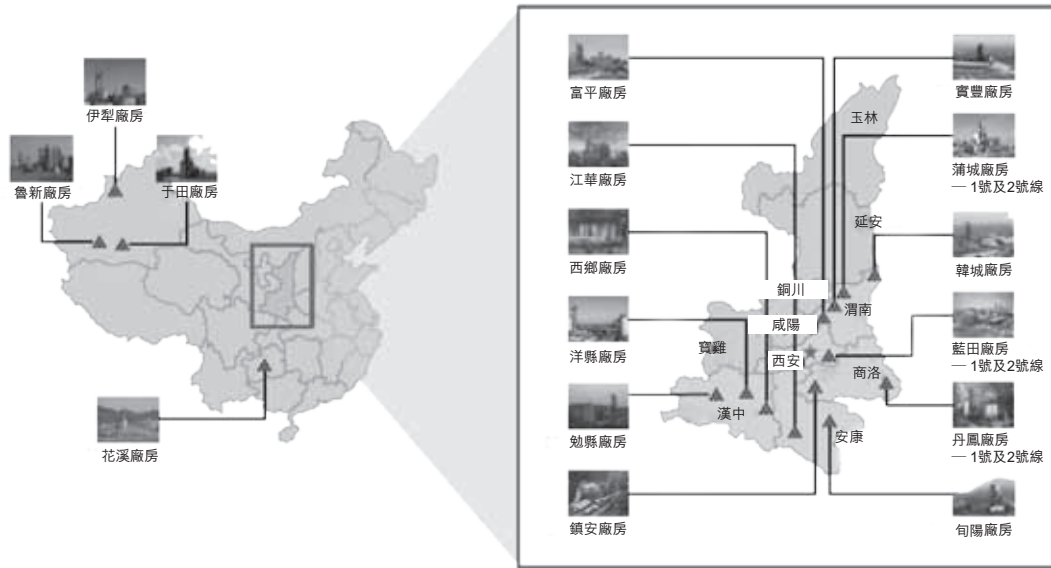 伊犁廠房
魯新廠房
于田廠房
花溪廠房
富平廠房
江華廠房
西鄉廠房
洋縣廠房
勉縣廠房
鎮安廠房
玉林
延安
銅川
渭南
咸陽
寶雞
西安
商洛
漢中
安康
實豐廠房
蒲城廠房
— 1號及2號線
韓城廠房
藍田廠房
— 1號及2號線
丹鳳廠房
— 1號及2號線
旬陽廠房